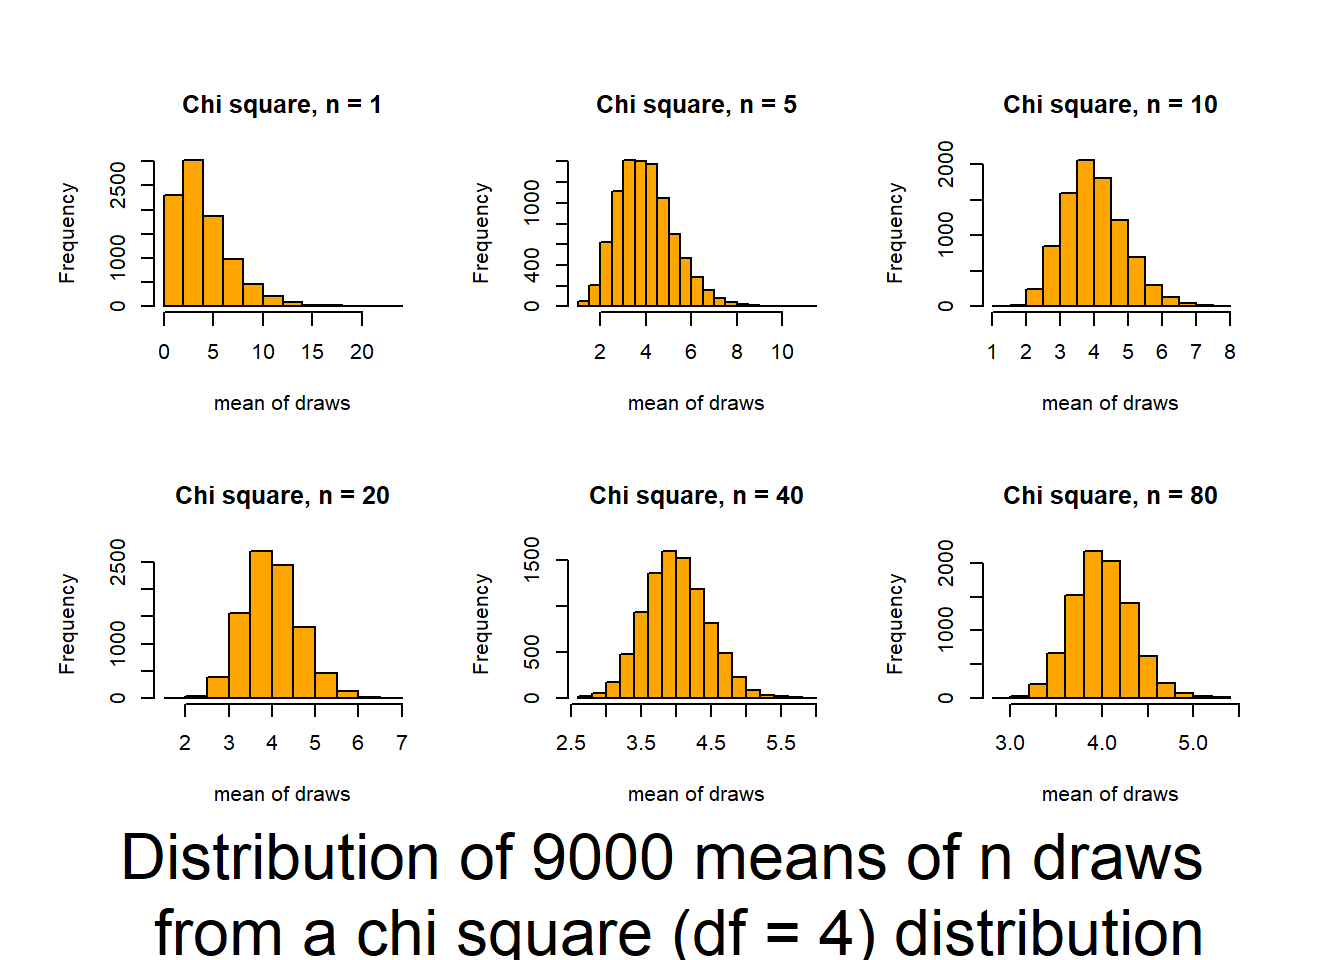 Chi square, n = 1
Frequency
0 1000 2500
0 5 10 15 20
mean of draws
Chi square, n = 5
Frequency
0 400 1000
2 4 6 8 10
mean of draws
Chi square, n = 10
Frequency
0 1000 2000
1 2 3 4 5 6 7 8
mean of draws
Chi square, n = 20
Frequency
0 1000 2500
2 3 4 5 6 7
mean of draws
Chi square, n = 40
Frequency
0 500 1500
2.5 3.5 4.5 5.5
mean of draws
Chi square, n = 80
Frequency
0 1000 2000
3.0 4.0 5.0
mean of draws
Distribution of 9000 means of n draws
from a chi square (df = 4) distribution